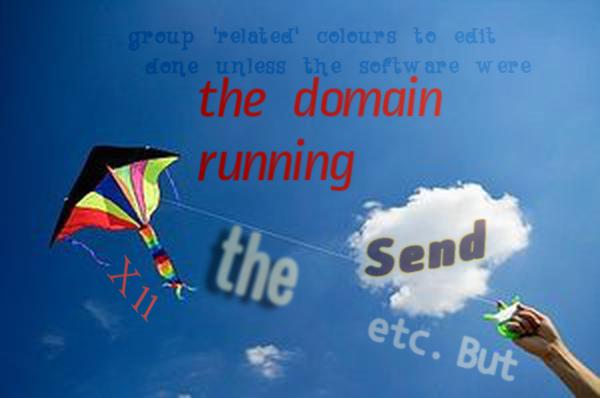 group 'related' colours to edit
done unless the software were
the domain
running
the
Send
X11
etc. But